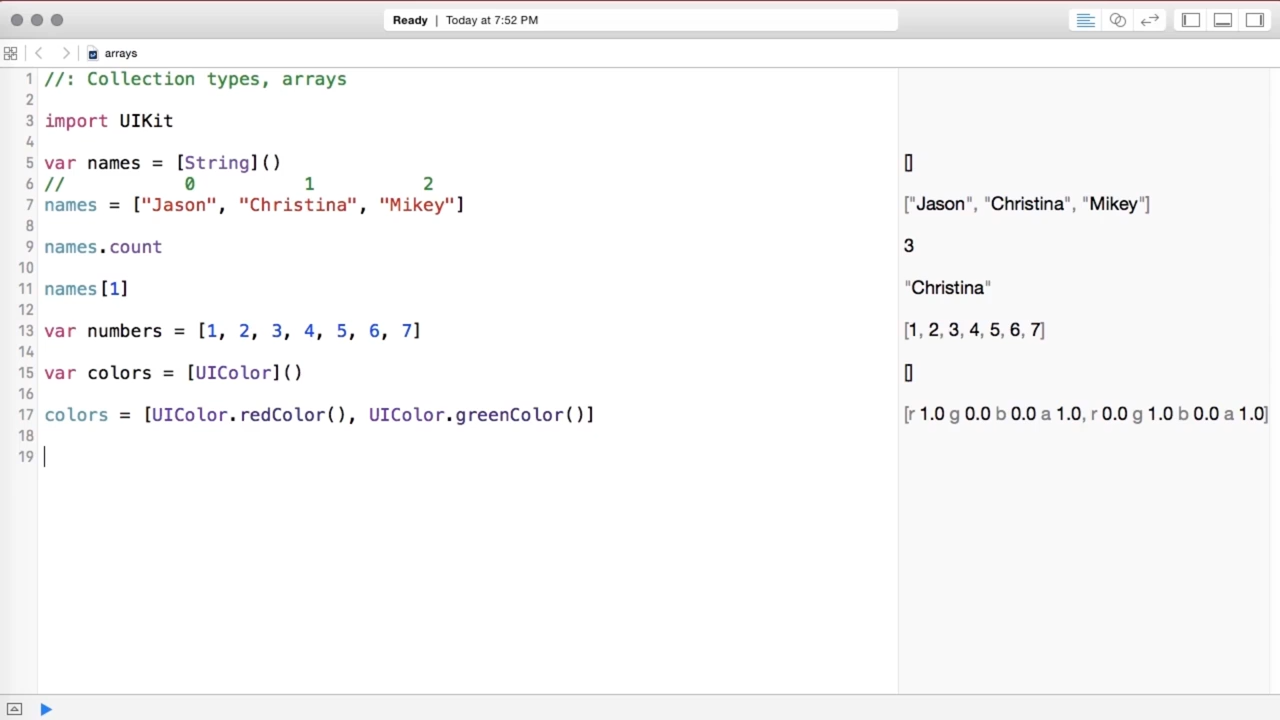 Ready | Today at 7:52 PM
arrays
1 //: Collection types, arrays
2
3 import UIKit
4
5 var names = [String]() []
6 // 0 1 2
7 names = ["Jason", "Christina", "Mikey"] ["Jason", "Christina", "Mikey"]
8
9 names.count 3
10
11 names[1] "Christina"
12
13 var numbers = [1, 2, 3, 4, 5, 6, 7] [1, 2, 3, 4, 5, 6, 7]
14
15 var colors = [UIColor]() []
16
17 colors = [UIColor.redColor(), UIColor.greenColor()] [r 1.0 g 0.0 b 0.0 a 1.0, r 0.0 g 1.0 b 0.0 a 1.0]
18
19